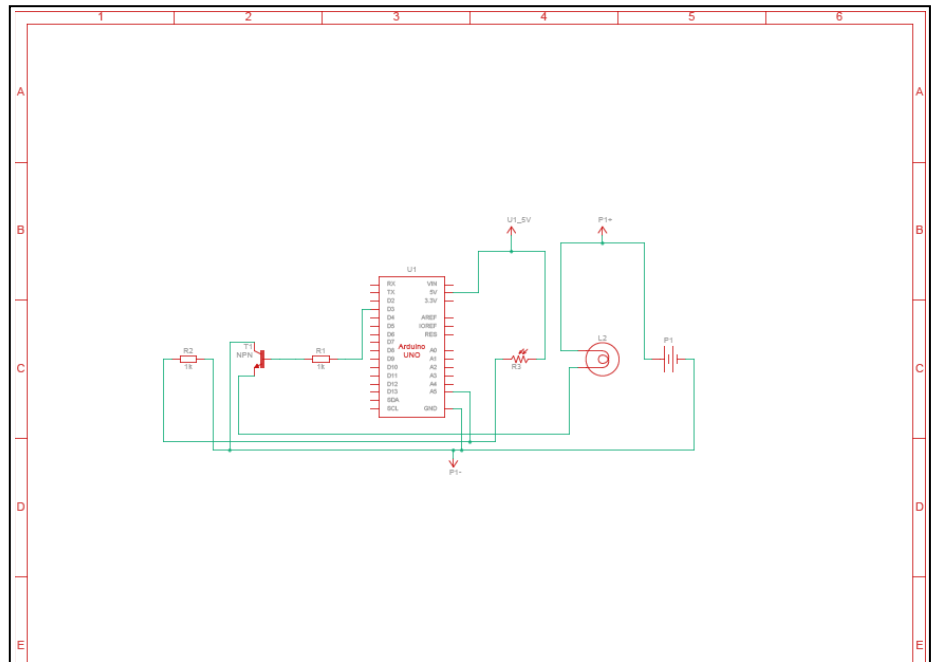 1 2 3 4 5 6
A A
B B
C C
D D
E E
U1_5V
P1+
U1
RX VIN
TX 5V
D2 3.3V
D3
D4 AREF
D5 IOREF
D6 RES
D7
D8 A0
D9 A1
D10 A2
D11 A3
D12 A4
D13 A5
SDA
SCL GND
Arduino
UNO
R2
1k
T1
NPN
R1
1k
R3
L2
P1
P1-